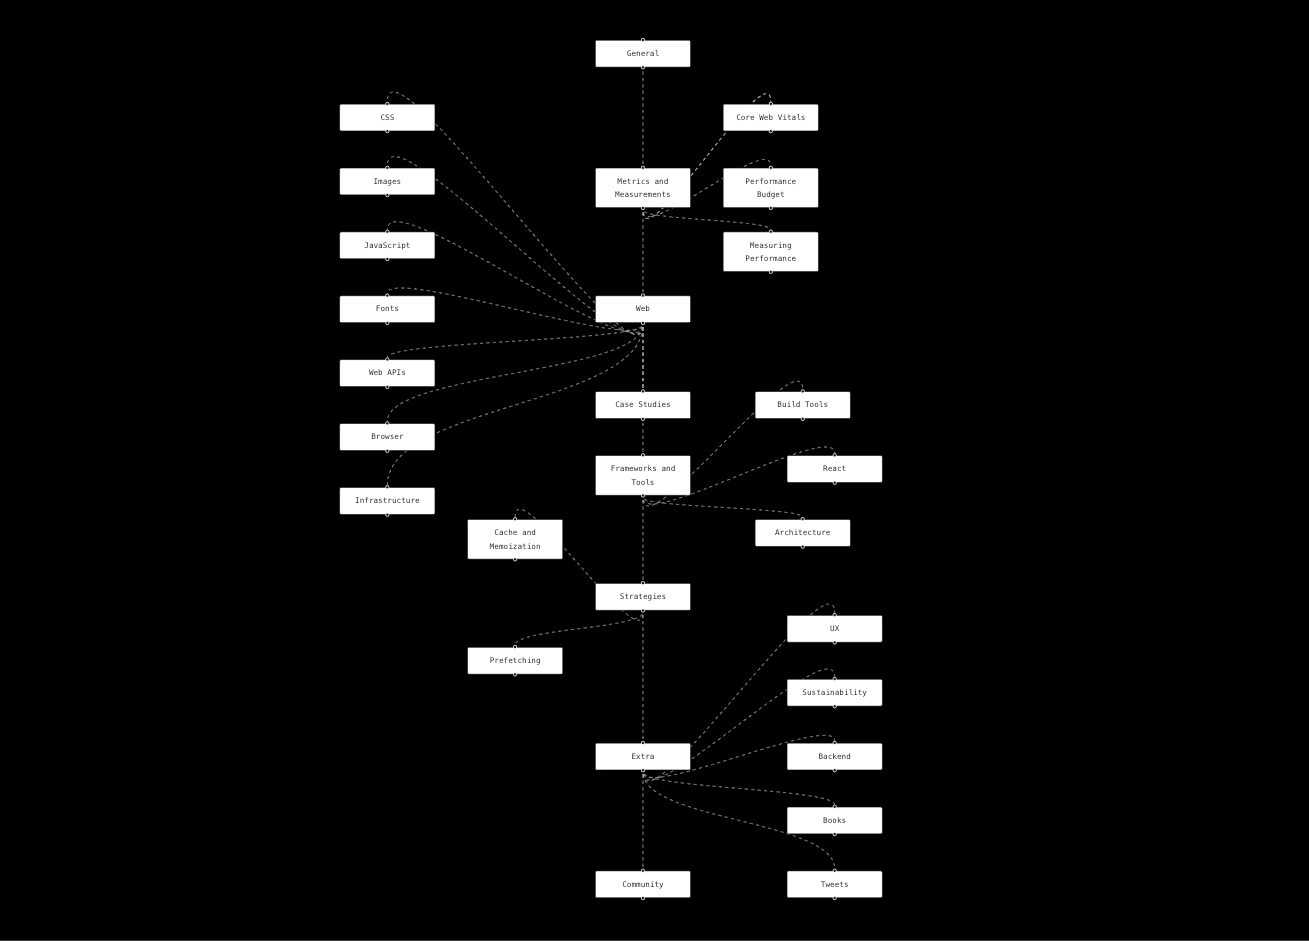 General
CSS
Core Web Vitals
Images
Metrics and
Measurements
Performance
Budget
JavaScript
Measuring
Performance
Fonts
Web
Web APIs
Case Studies
Build Tools
Browser
Frameworks and
Tools
React
Infrastructure
Cache and
Memoization
Architecture
Strategies
UX
Prefetching
Sustainability
Extra
Backend
Books
Community
Tweets